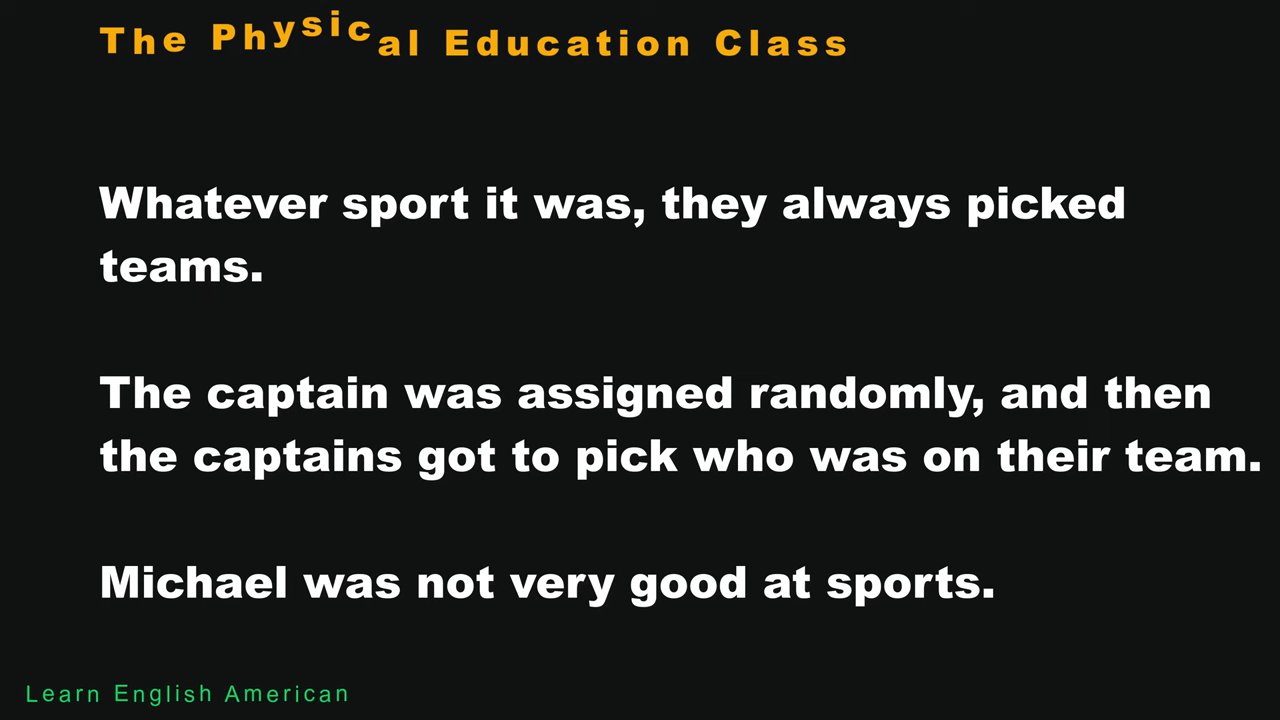 The Physical Education Class
Whatever sport it was, they always picked
teams.
The captain was assigned randomly, and then
the captains got to pick who was on their team.
Michael was not very good at sports.
Learn English American